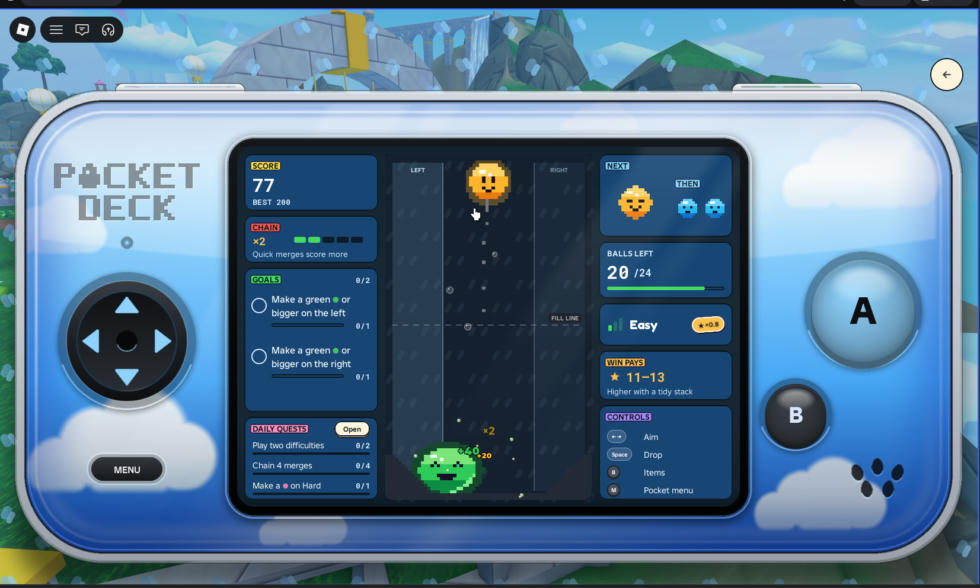 POCKET
DECK
MENU
SCORE
77
BEST 200
CHAIN
×2
Quick merges score more
GOALS
0/2
Make a green or
bigger on the left
0/1
Make a green or
bigger on the right
0/1
DAILY QUESTS
Open
Play two difficulties
0/2
Chain 4 merges
0/4
Make a on Hard
0/1
LEFT
RIGHT
FILL LINE
×2
+40
+20
NEXT
THEN
BALLS LEFT
20 /24
Easy
★×0.8
WIN PAYS
★ 11–13
Higher with a tidy stack
CONTROLS
←→
Aim
Space
Drop
B
Items
M
Pocket menu
A
B